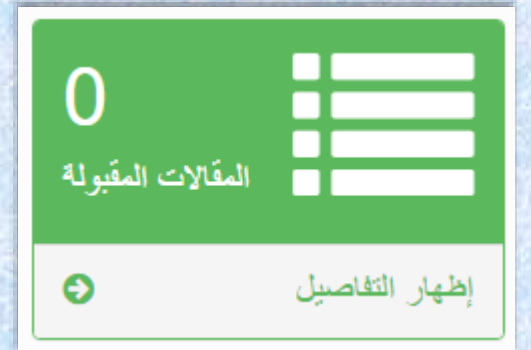 0
المقالات المقبولة
إظهار التفاصيل